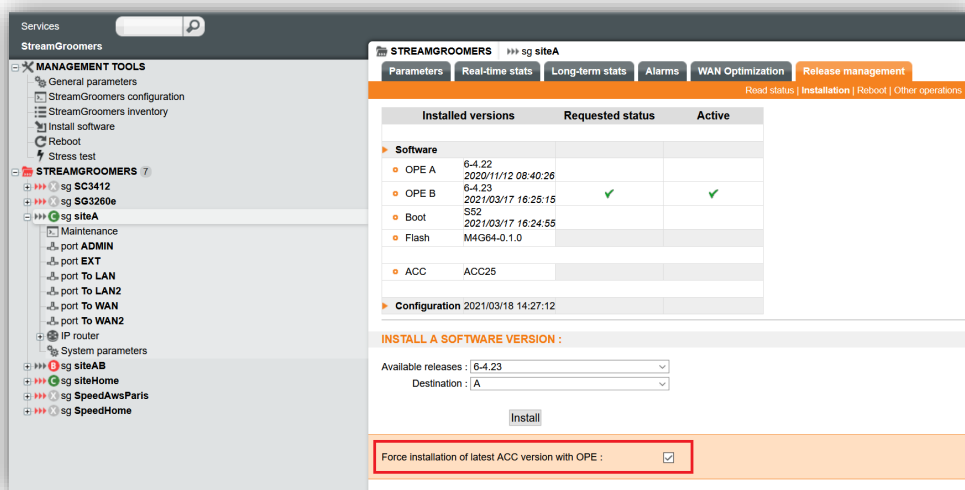 Services
StreamGroomers
MANAGEMENT TOOLS
General parameters
StreamGroomers configuration
StreamGroomers inventory
Install software
Reboot
Stress test
STREAMGROOMERS 7
sg SC3412
sg SG3260e
C sg siteA
Maintenance
port ADMIN
port EXT
port To LAN
port To LAN2
port To WAN
port To WAN2
IP router
System parameters
B sg siteAB
C sg siteHome
sg SpeedAwsParis
sg SpeedHome
STREAMGROOMERS sg siteA
Parameters Real-time stats Long-term stats Alarms WAN Optimization Release management
Read status | Installation | Reboot | Other operations
Installed versions Requested status Active
Software
OPE A 6-4.22
2020/11/12 08:40:26
OPE B 6-4.23
2021/03/17 16:25:15
Boot S52
2021/03/17 16:24:55
Flash M4G64-0.1.0
ACC ACC25
Configuration 2021/03/18 14:27:12
INSTALL A SOFTWARE VERSION :
Available releases : 6-4.23
Destination : A
Install
Force installation of latest ACC version with OPE :